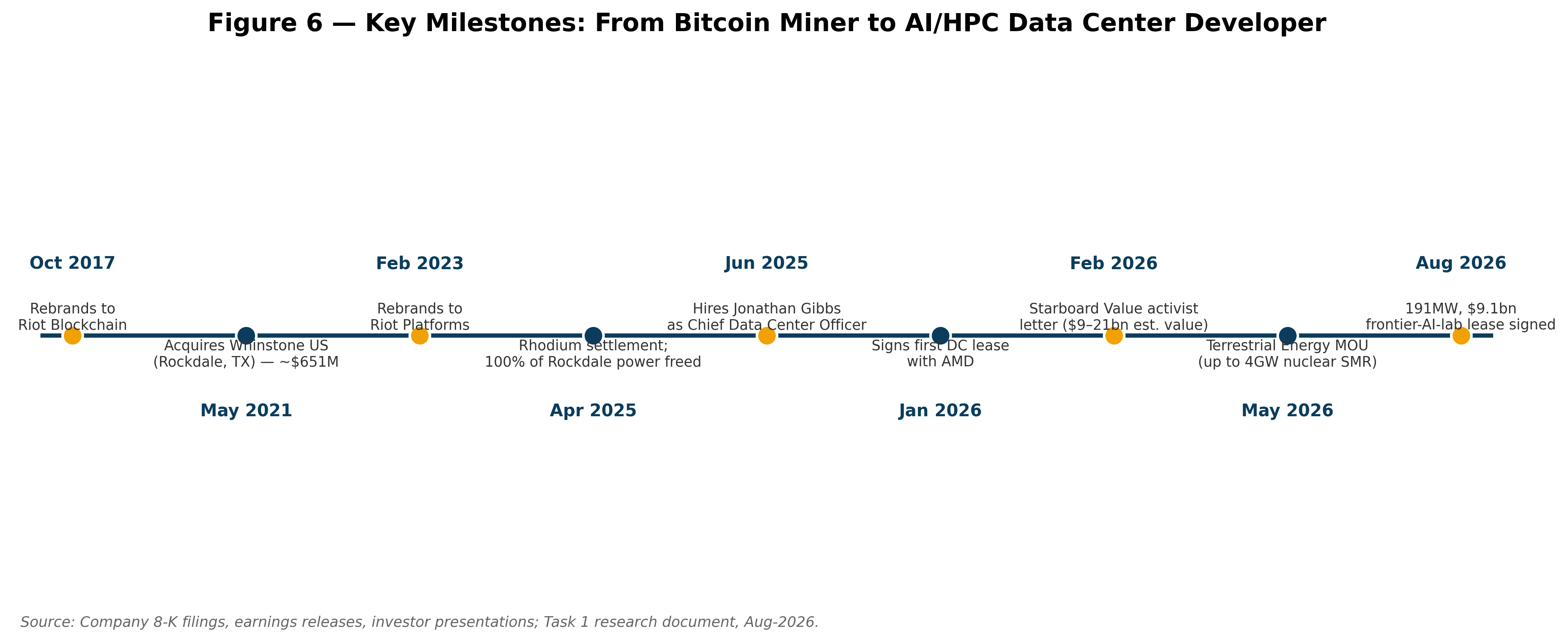 Figure 6 — Key Milestones: From Bitcoin Miner to AI/HPC Data Center Developer
Oct 2017
Rebrands to
Riot Blockchain
Acquires Whinstone US
(Rockdale, TX) — ~$651M
May 2021
Feb 2023
Rebrands to
Riot Platforms
Rhodium settlement;
100% of Rockdale power freed
Apr 2025
Jun 2025
Hires Jonathan Gibbs
as Chief Data Center Officer
Signs first DC lease
with AMD
Jan 2026
Feb 2026
Starboard Value activist
letter ($9–21bn est. value)
Terrestrial Energy MOU
(up to 4GW nuclear SMR)
May 2026
Aug 2026
191MW, $9.1bn
frontier-AI-lab lease signed
Source: Company 8-K filings, earnings releases, investor presentations; Task 1 research document, Aug-2026.